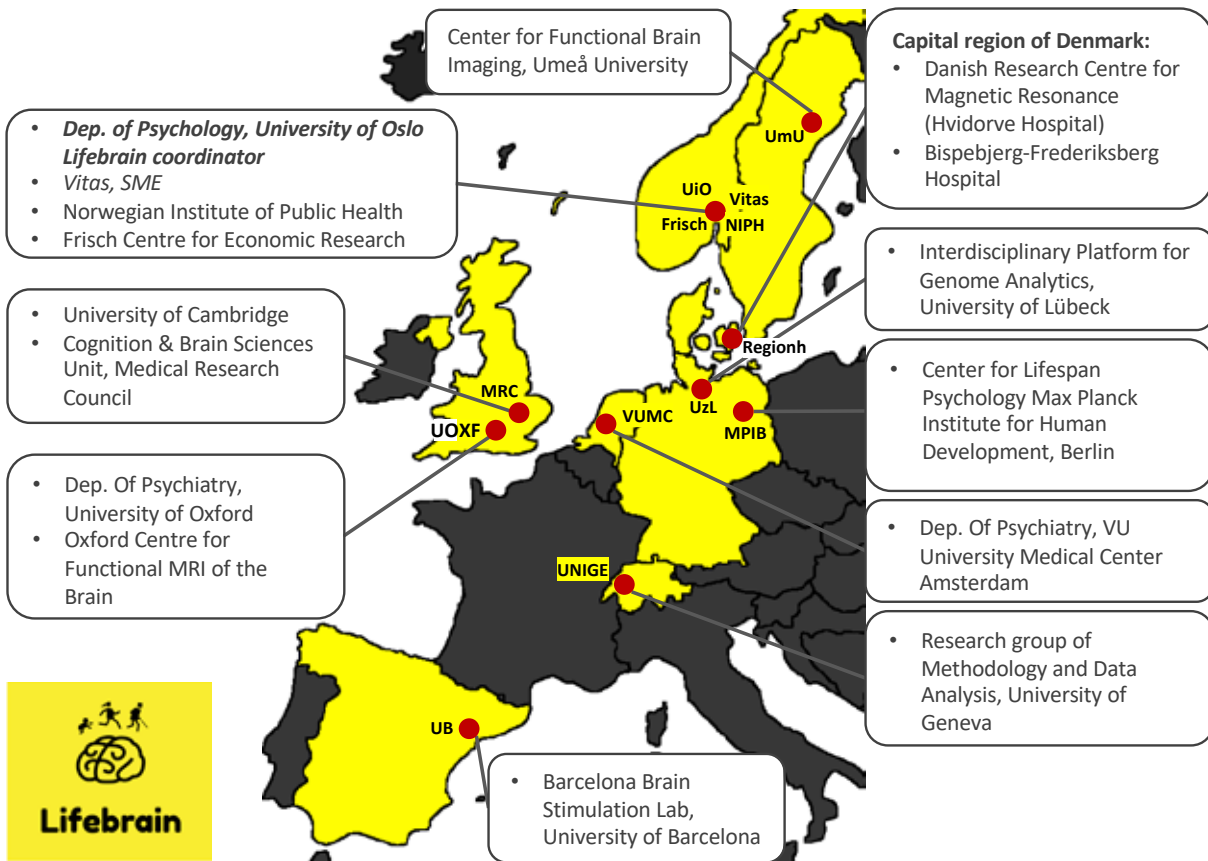 Center for Functional Brain
Imaging, Umeå University
Capital region of Denmark:
• Danish Research Centre for
Magnetic Resonance
(Hvidorve Hospital)
• Bispebjerg-Frederiksberg
Hospital
• Dep. of Psychology, University of Oslo
Lifebrain coordinator
• Vitas, SME
• Norwegian Institute of Public Health
• Frisch Centre for Economic Research
UmU
UiO
Vitas
Frisch
NIPH
• Interdisciplinary Platform for
Genome Analytics,
University of Lübeck
• University of Cambridge
• Cognition & Brain Sciences
Unit, Medical Research
Council
Regionh
MRC
UOXF
VUMC
UzL
MPIB
• Center for Lifespan
Psychology Max Planck
Institute for Human
Development, Berlin
• Dep. Of Psychiatry,
University of Oxford
• Oxford Centre for
Functional MRI of the
Brain
• Dep. Of Psychiatry, VU
University Medical Center
Amsterdam
UNIGE
• Research group of
Methodology and Data
Analysis, University of
Geneva
UB
• Barcelona Brain
Stimulation Lab,
University of Barcelona
Lifebrain